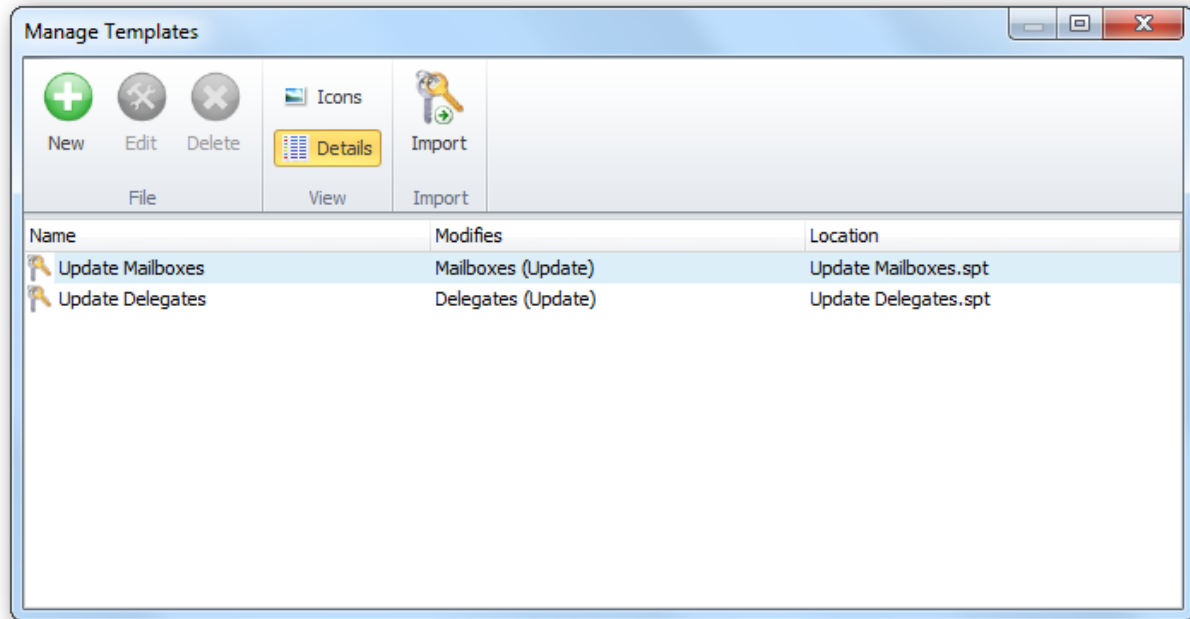 Manage Templates
New Edit Delete Icons Details Import
File View Import
Name Modifies Location
Update Mailboxes Mailboxes (Update) Update Mailboxes.spt
Update Delegates Delegates (Update) Update Delegates.spt